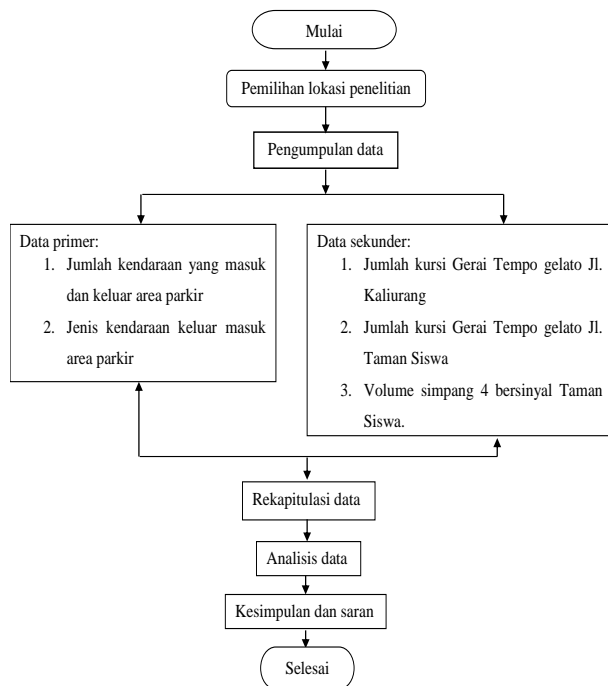 Mulai
Pemilihan lokasi penelitian
Pengumpulan data
Data primer:
1. Jumlah kendaraan yang masuk
dan keluar area parkir
2. Jenis kendaraan keluar masuk
area parkir
Data sekunder:
1. Jumlah kursi Gerai Tempo gelato Jl.
Kaliurang
2. Jumlah kursi Gerai Tempo gelato Jl.
Taman Siswa
3. Volume simpang 4 bersinyal Taman
Siswa.
Rekapitulasi data
Analisis data
Kesimpulan dan saran
Selesai